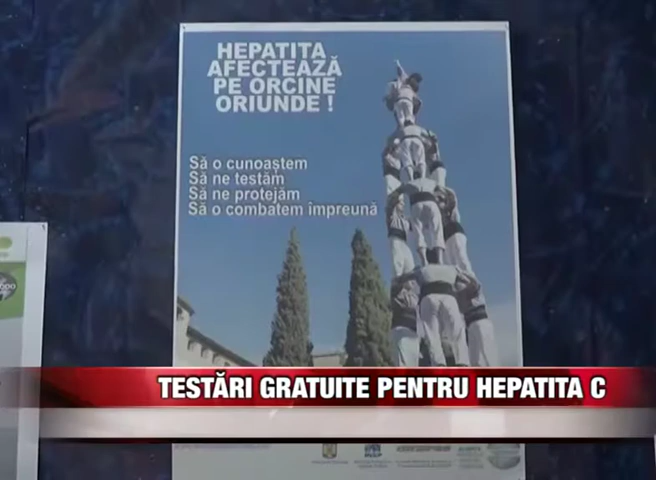 HEPATITA
AFECTEAZĂ
PE ORICINE
ORIUNDE !
Să o cunoaștem
Să ne testăm
Să ne protejăm
Să o combatem împreună
TESTĂRI GRATUITE PENTRU HEPATITA C